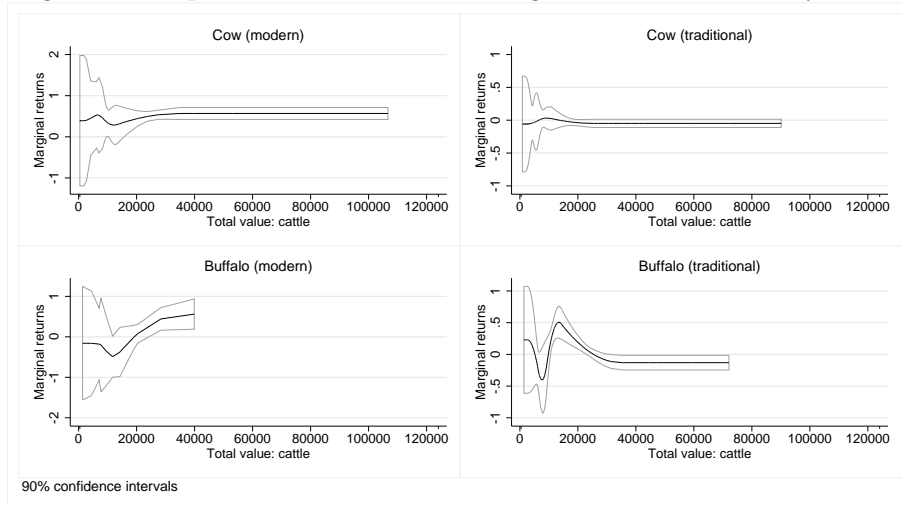 Cow (modern)
Marginal returns
-1 0 1 2
0 20000 40000 60000 80000 100000 120000
Total value: cattle
Cow (traditional)
Marginal returns
-1 -.5 0 .5 1
0 20000 40000 60000 80000 100000 120000
Total value: cattle
Buffalo (modern)
Marginal returns
-2 -1 0 1
0 20000 40000 60000 80000 100000 120000
Total value: cattle
Buffalo (traditional)
Marginal returns
-1 -.5 0 .5 1
0 20000 40000 60000 80000 100000 120000
Total value: cattle
90% confidence intervals